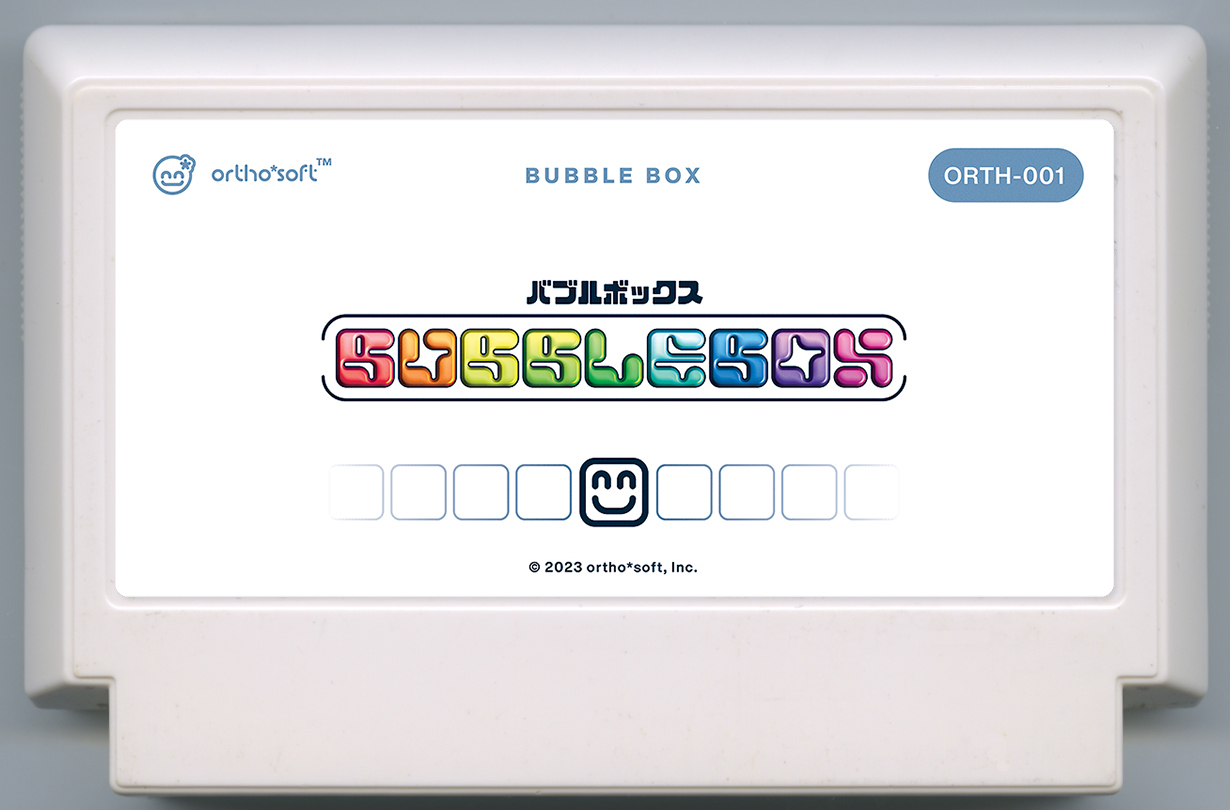 ortho*soft™
BUBBLE BOX
ORTH-001
バブルボックス
BUBBLEBOX
© 2023 ortho*soft, Inc.